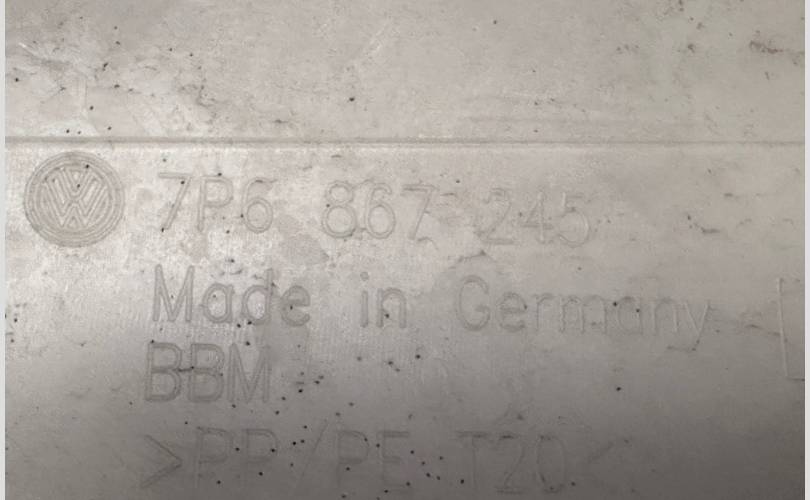 7P6 867 245
Made in Germany
BBM
>PP/PE T20<